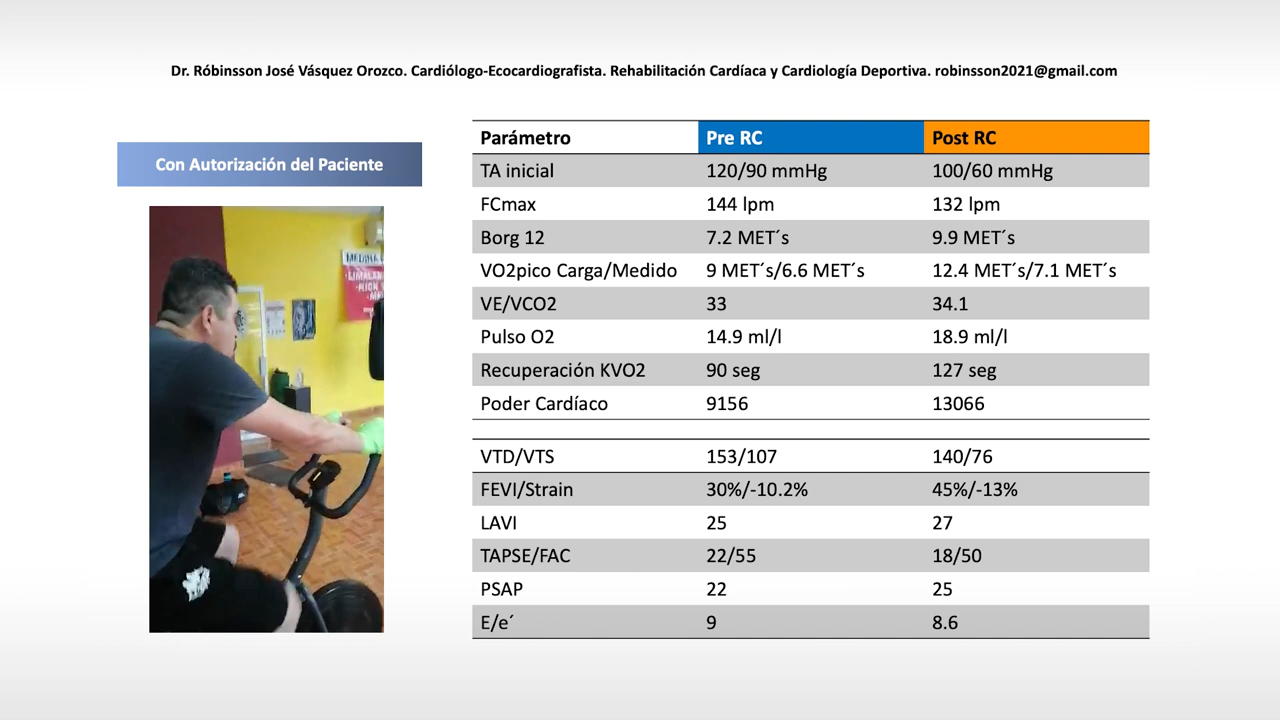 Dr. Róbinsson José Vásquez Orozco. Cardiólogo-Ecocardiografista. Rehabilitación Cardíaca y Cardiología Deportiva. robinsson2021@gmail.com
Con Autorización del Paciente
Parámetro Pre RC Post RC
TA inicial 120/90 mmHg 100/60 mmHg
FCmax 144 lpm 132 lpm
Borg 12 7.2 MET´s 9.9 MET´s
VO2pico Carga/Medido 9 MET´s/6.6 MET´s 12.4 MET´s/7.1 MET´s
VE/VCO2 33 34.1
Pulso O2 14.9 ml/l 18.9 ml/l
Recuperación KVO2 90 seg 127 seg
Poder Cardíaco 9156 13066
VTD/VTS 153/107 140/76
FEVI/Strain 30%/-10.2% 45%/-13%
LAVI 25 27
TAPSE/FAC 22/55 18/50
PSAP 22 25
E/e´ 9 8.6